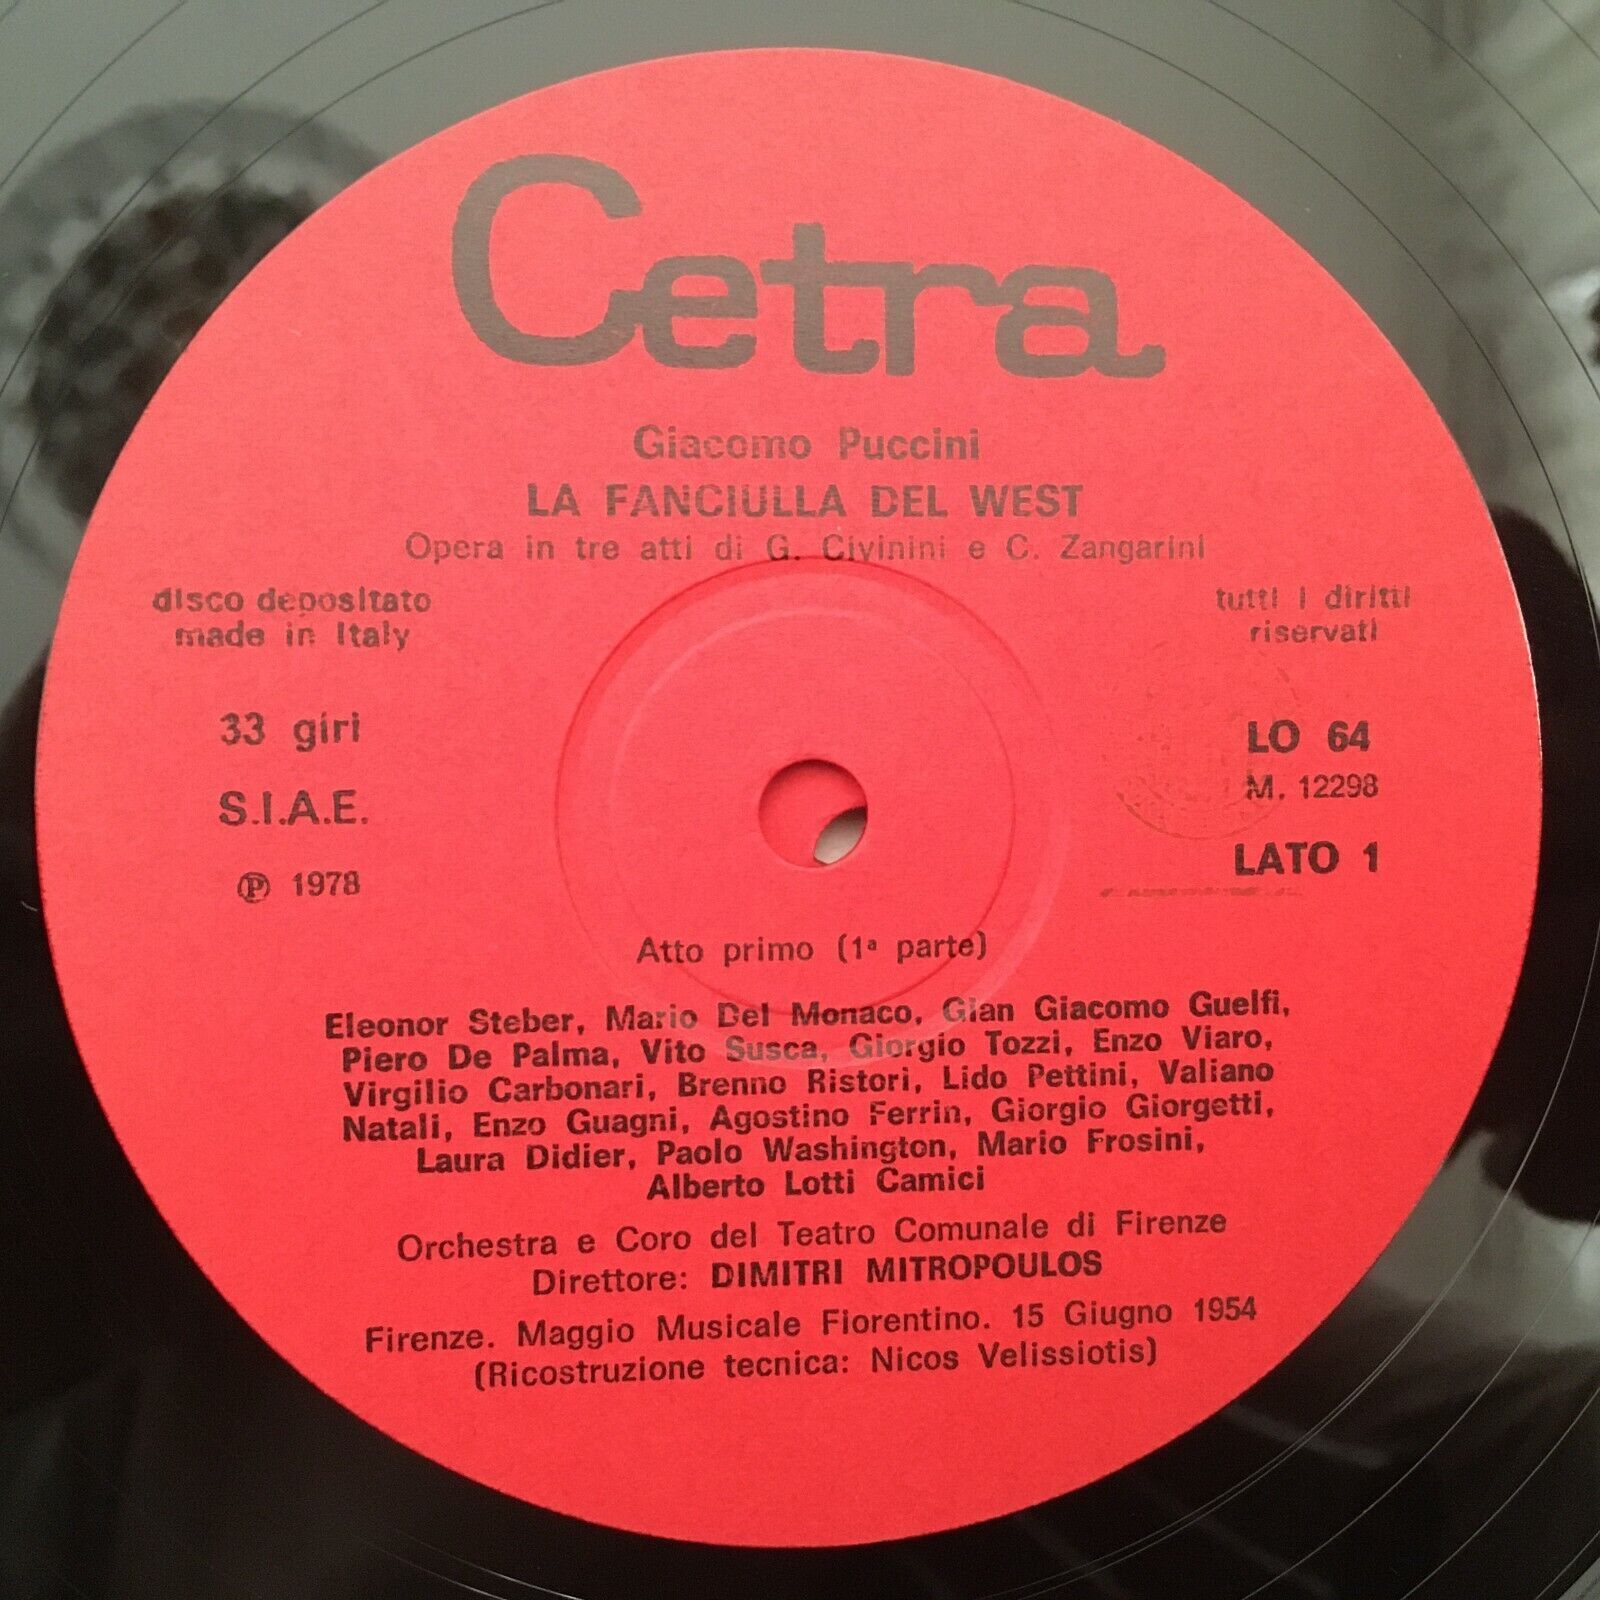 Cetra
Giacomo Puccini
LA FANCIULLA DEL WEST
Opera in tre atti di G. Civinini e C. Zangarini
disco depositato
made in Italy
tutti i diritti
riservati
33 giri
S.I.A.E.
Ⓟ 1978
LO 64
M. 12298
LATO 1
Atto primo (1ª parte)
Eleonor Steber, Mario Del Monaco, Gian Giacomo Guelfi,
Piero De Palma, Vito Susca, Giorgio Tozzi, Enzo Viaro,
Virgilio Carbonari, Brenno Ristori, Lido Pettini, Valiano
Natali, Enzo Guagni, Agostino Ferrin, Giorgio Giorgetti,
Laura Didier, Paolo Washington, Mario Frosini,
Alberto Lotti Camici
Orchestra e Coro del Teatro Comunale di Firenze
Direttore: DIMITRI MITROPOULOS
Firenze. Maggio Musicale Fiorentino. 15 Giugno 1954
(Ricostruzione tecnica: Nicos Velissiotis)